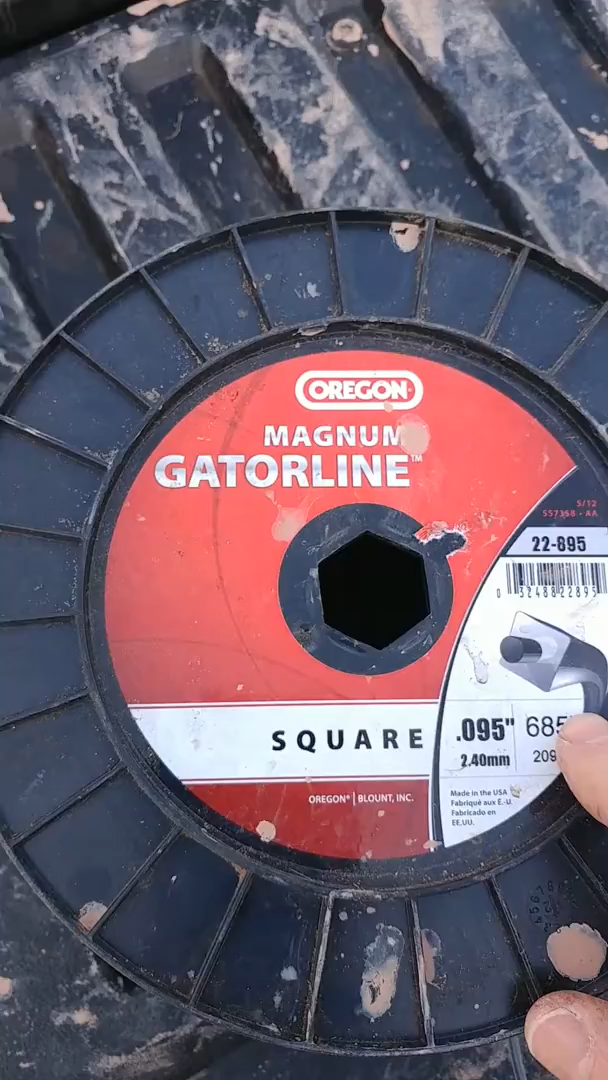 OREGON
MAGNUM
GATORLINE™
5/12
557358 - AA
22-895
0 32488 22895
SQUARE
.095"
2.40mm
685
209
OREGON® | BLOUNT, INC.
Made in the USA
Fabriqué aux É.-U.
Fabricado en
EE.UU.